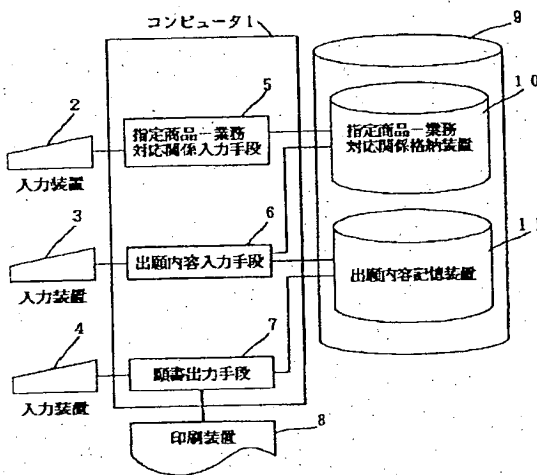 コンピュータ1
9
10
2
5
指定商品-業務
対応関係入力手段
指定商品-業務
対応関係格納装置
入力装置
3
6
11
出願内容入力手段
出願内容記憶装置
入力装置
4
7
願書出力手段
入力装置
印刷装置
8